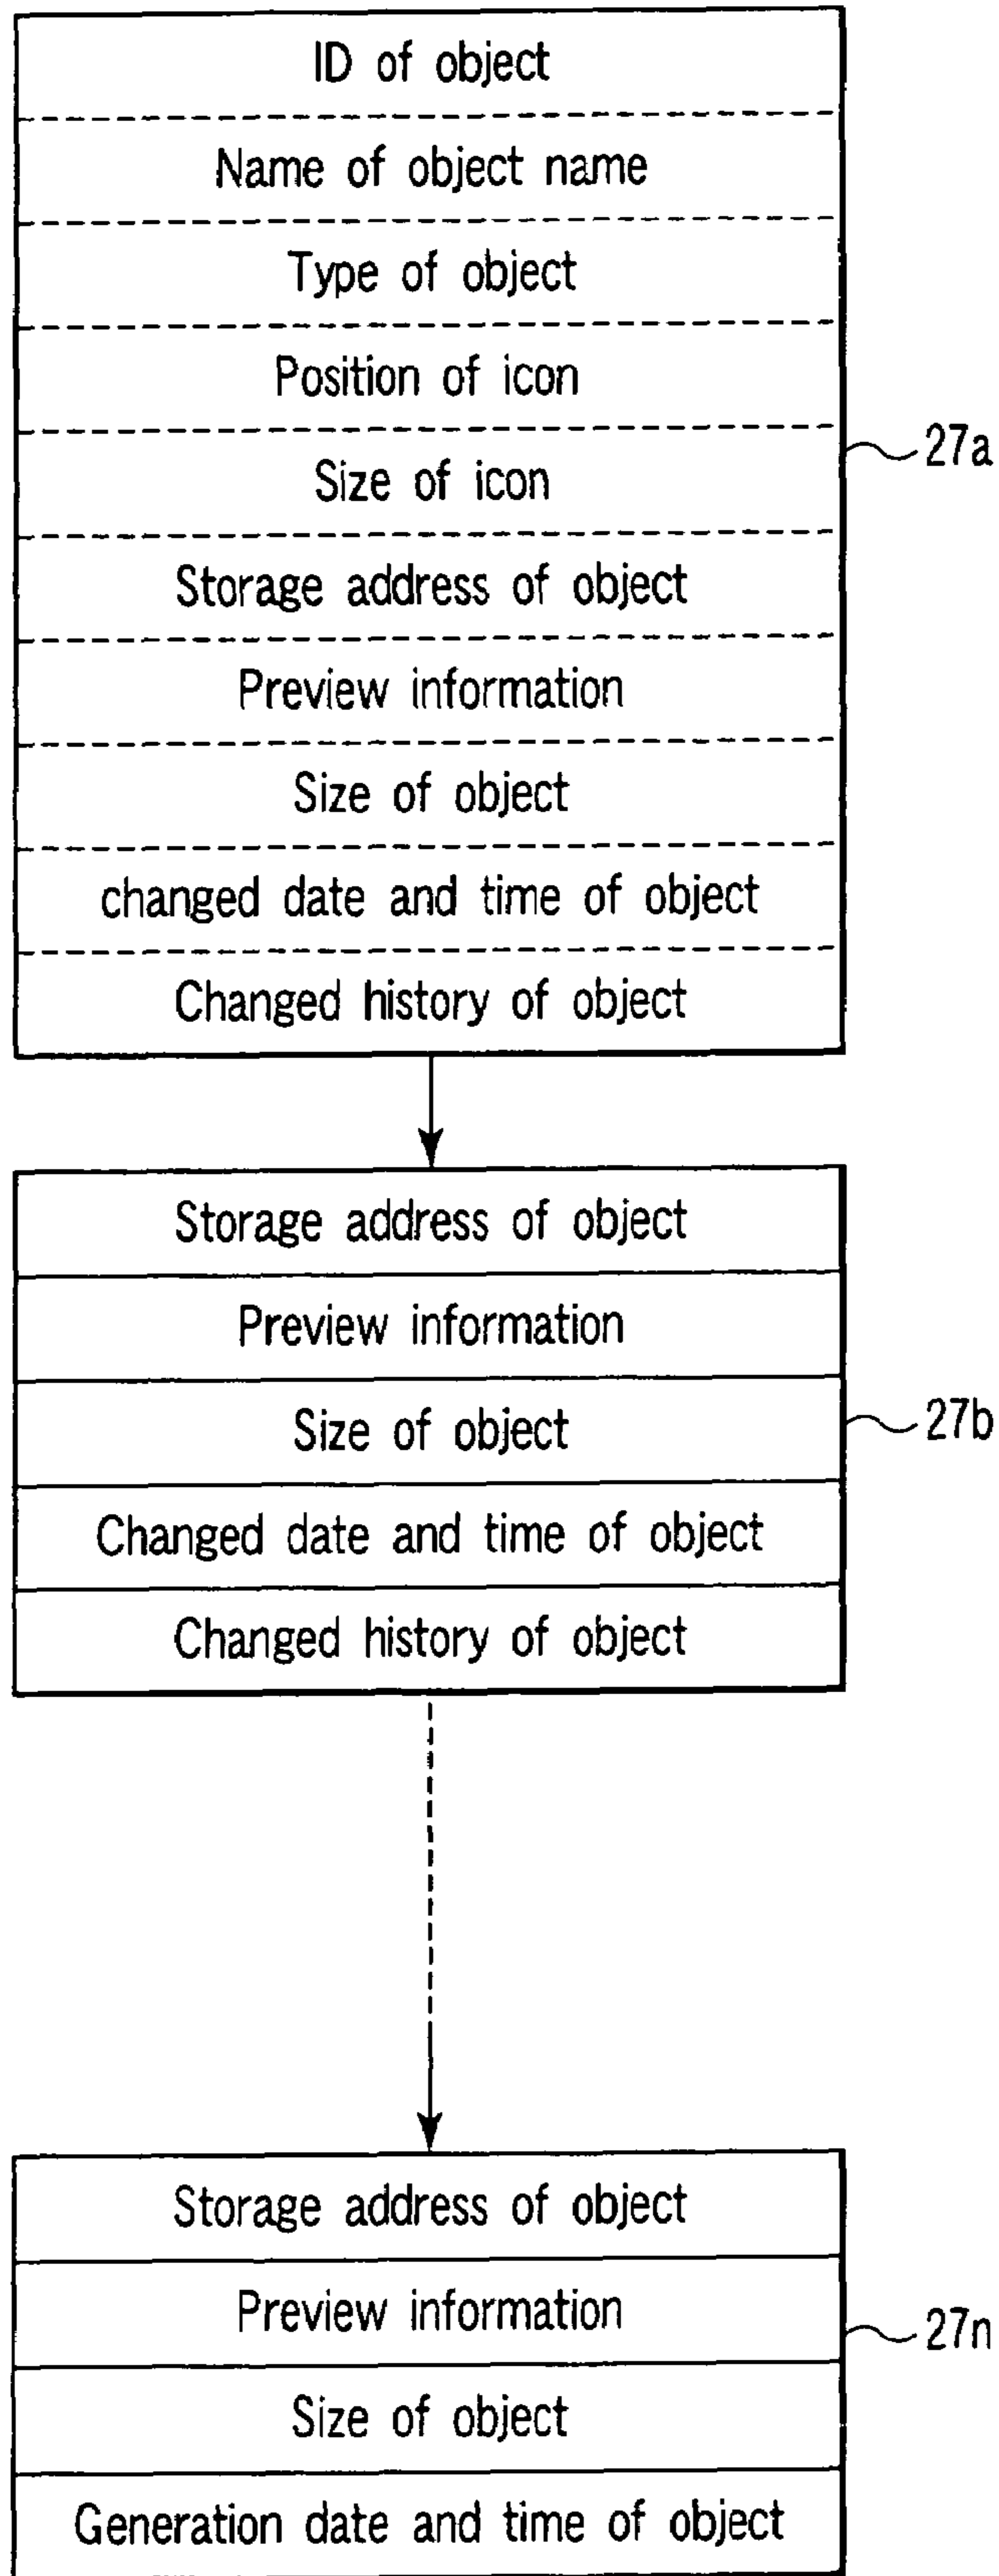 ID of object
Name of object name
Type of object
Position of icon
Size of icon
27a
Storage address of object
Preview information
Size of object
changed date and time of object
Changed history of object
Storage address of object
Preview information
Size of object
27b
Changed date and time of object
Changed history of object
Storage address of object
Preview information
27n
Size of object
Generation date and time of object